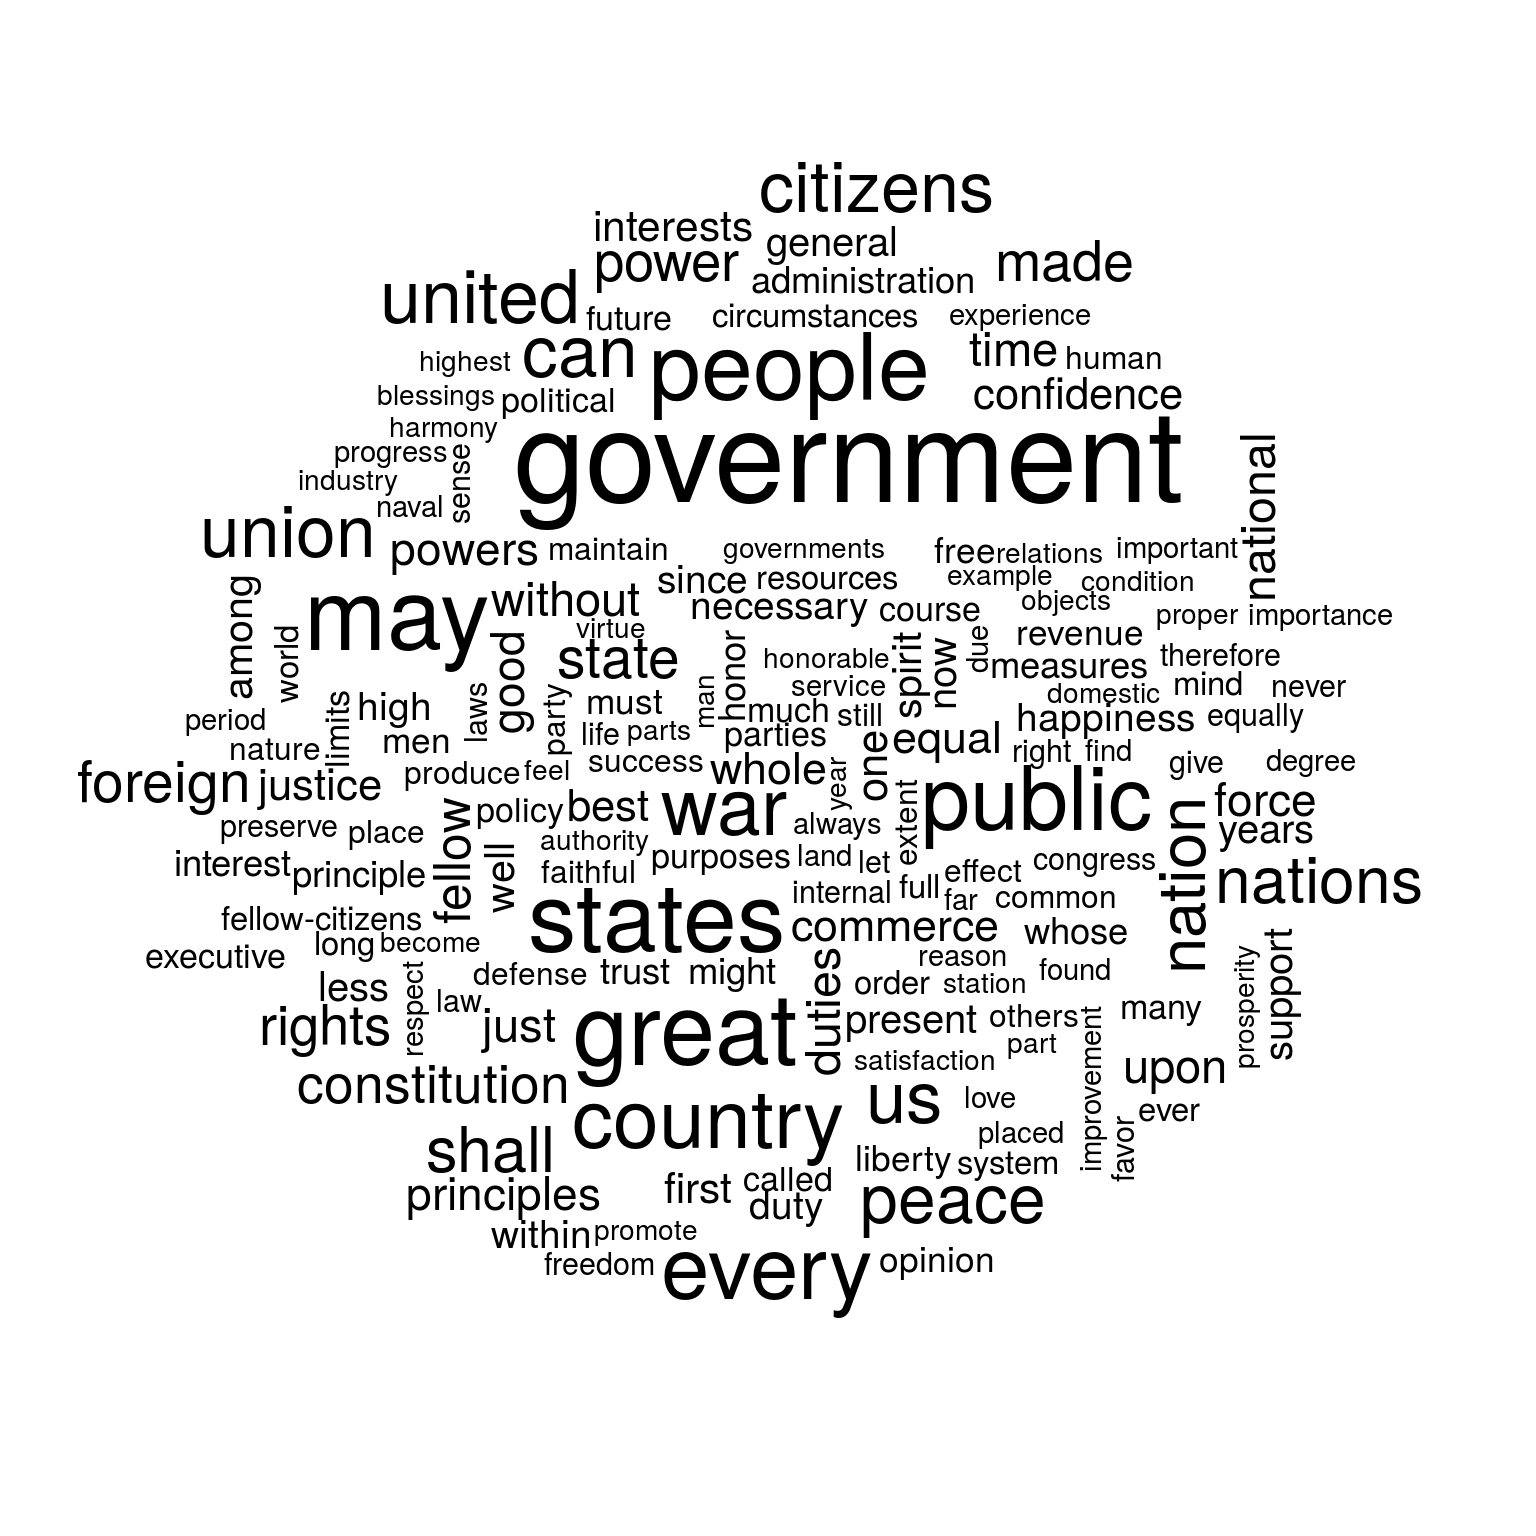 citizens
interests
general
power
made
administration
united
future
circumstances
experience
can
people
time
human
highest
blessings
political
confidence
harmony
government
progress
sense
industry
naval
national
union
powers
maintain
governments
free
relations
important
since
resources
example
condition
among
may
without
necessary
course
objects
proper
importance
world
virtue
good
state
honor
honorable
spirit
now
due
revenue
measures
therefore
service
domestic
mind
never
period
limits
high
laws
party
must
man
much
still
happiness
equally
nature
men
life
parts
parties
one
equal
right
find
foreign
justice
produce
feel
success
whole
year
public
give
degree
fellow
policy
best
war
always
extent
nation
force
years
preserve
place
well
authority
purposes
land
let
congress
interest
principle
faithful
internal
full
effect
far
common
nations
fellow-citizens
states
commerce
whose
executive
long
become
reason
less
respect
defense
trust
might
duties
order
station
found
prosperity
support
law
rights
just
great
present
others
many
part
satisfaction
improvement
upon
constitution
country
us
love
ever
shall
placed
favor
liberty
system
principles
first
called
duty
peace
within
promote
freedom
every
opinion